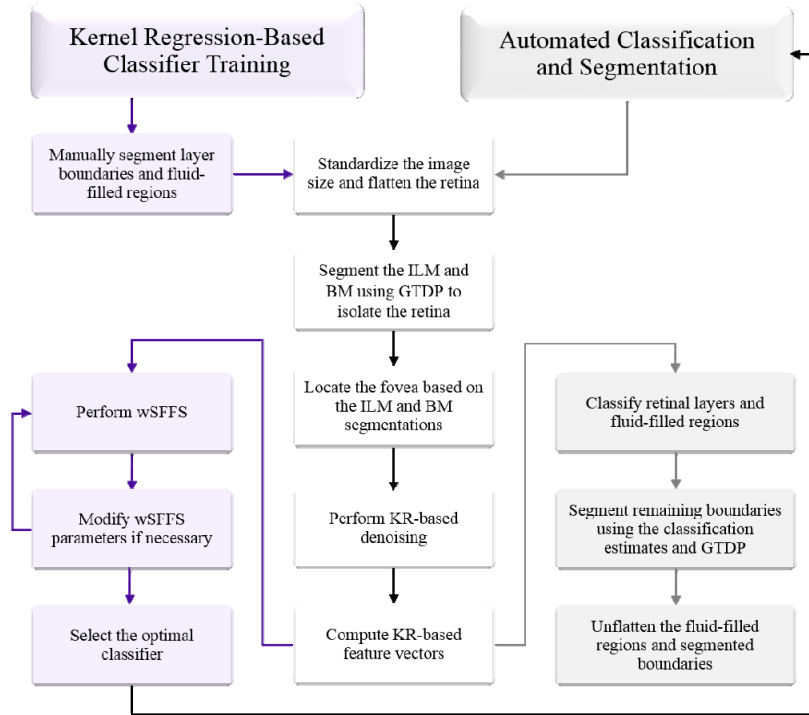 Kernel Regression-Based
Classifier Training
Automated Classification
and Segmentation
Manually segment layer
boundaries and fluid-filled
regions
Standardize the image
size and flatten the retina
Segment the ILM and
BM using GTDP to
isolate the retina
Perform wSFFS
Locate the fovea based on
the ILM and BM
segmentations
Classify retinal layers and
fluid-filled regions
Modify wSFFS
parameters if necessary
Perform KR-based
denoising
Segment remaining boundaries
using the classification
estimates and GTDP
Select the optimal
classifier
Compute KR-based
feature vectors
Unflatten the fluid-filled
regions and segmented
boundaries